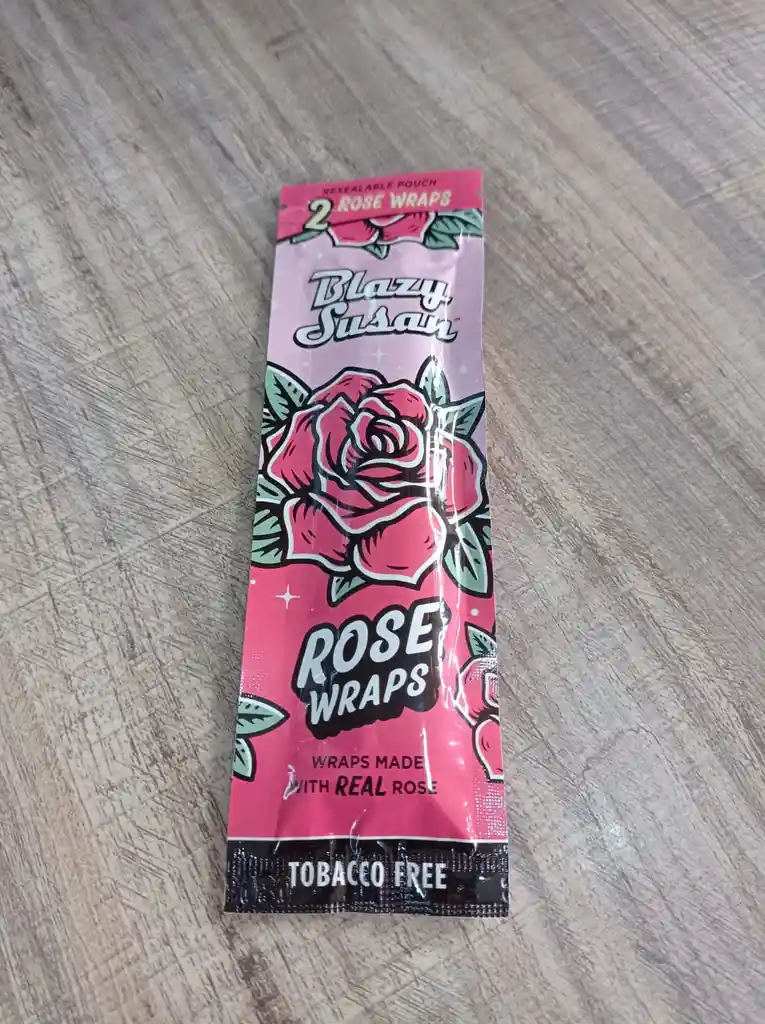 RESEALABLE POUCH
2 ROSE WRAPS
Blazy
Susan
ROSE
WRAPS
WRAPS MADE
WITH REAL ROSE
TOBACCO FREE